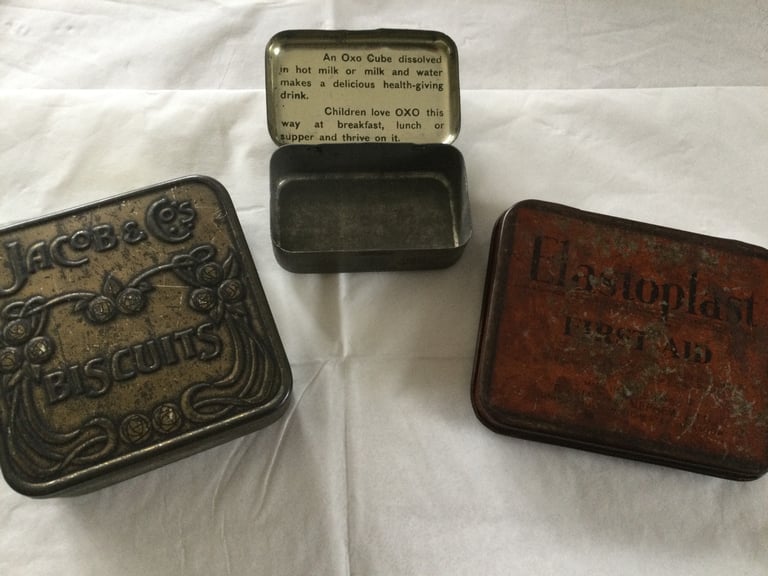 An Oxo Cube dissolved
in hot milk or milk and water
makes a delicious health-giving
drink.
Children love OXO this
way at breakfast, lunch or
supper and thrive on it.
JACOB & Co's
BISCUITS
Elastoplast
FIRST AID